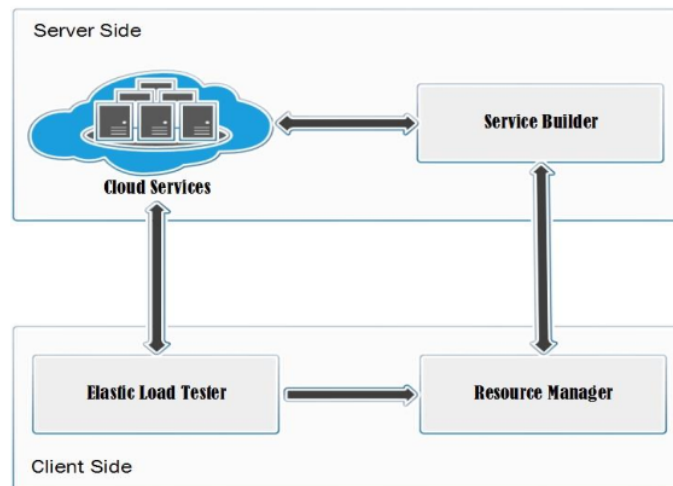 Server Side
Service Builder
Cloud Services
Elastic Load Tester
Resource Manager
Client Side